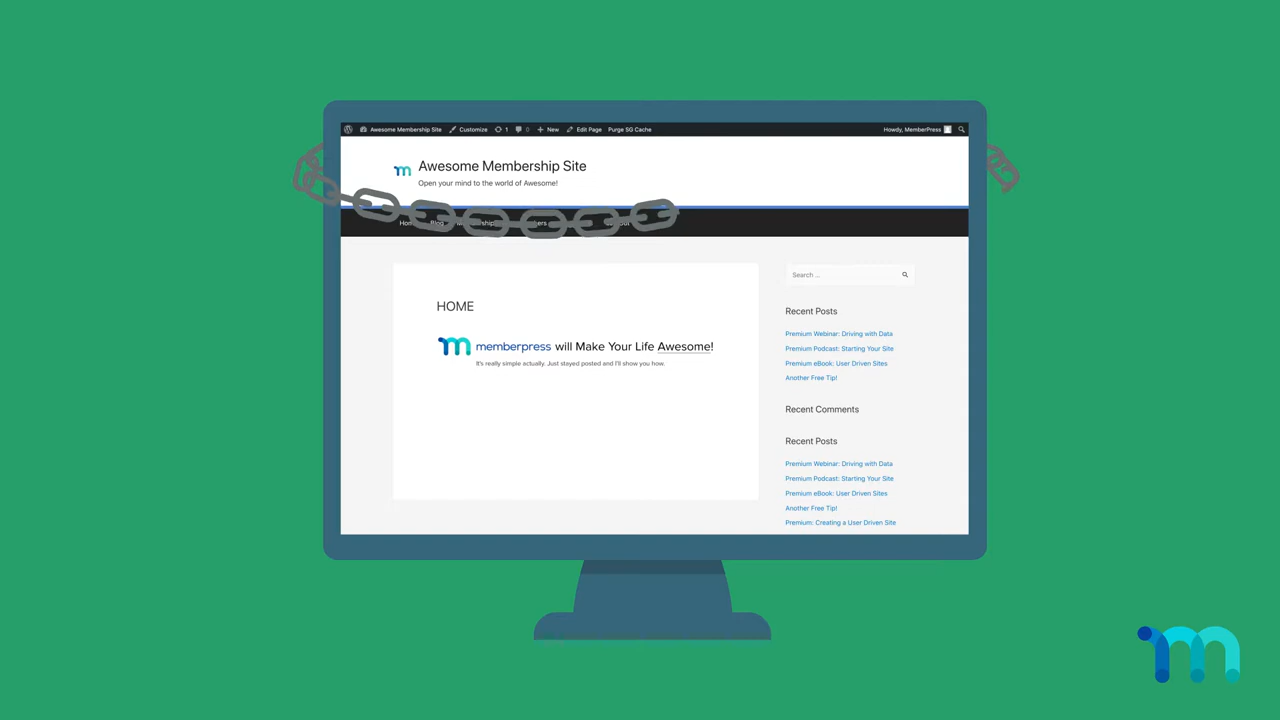 Awesome Membership Site Customize 1 0 New Edit Page Purge SG Cache Howdy, MemberPress
Awesome Membership Site
Open your mind to the world of Awesome!
Blog
Search ...
HOME
memberpress will Make Your Life Awesome!
It's really simple actually. Just stayed posted and I'll show you how.
Recent Posts
Premium Webinar: Driving with Data
Premium Podcast: Starting Your Site
Premium eBook: User Driven Sites
Another Free Tip!
Recent Comments
Recent Posts
Premium Webinar: Driving with Data
Premium Podcast: Starting Your Site
Premium eBook: User Driven Sites
Another Free Tip!
Premium: Creating a User Driven Site